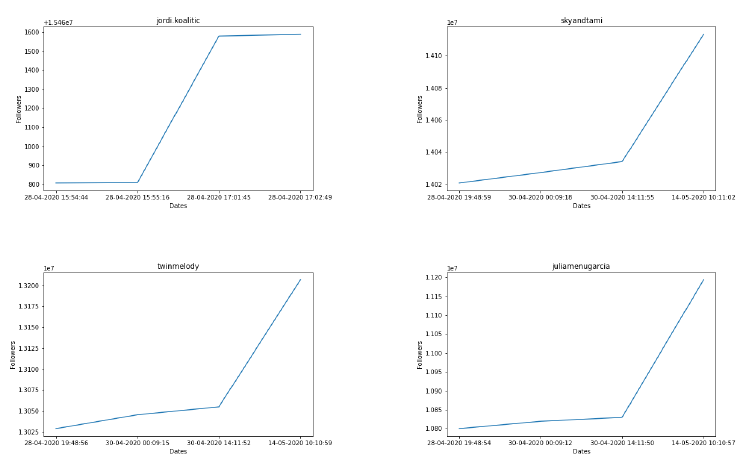 jordi.koalitic
+1.546e7
1600
1500
1400
1300
1200
1100
1000
900
800
Followers
28-04-2020 15:54:44 28-04-2020 15:55:16 28-04-2020 17:01:45 28-04-2020 17:02:49
Dates
skyandtami
1e7
1.410
1.408
1.406
1.404
1.402
Followers
28-04-2020 19:48:59 30-04-2020 00:09:18 30-04-2020 14:11:55 14-05-2020 10:11:02
Dates
twinmelody
1e7
1.3200
1.3175
1.3150
1.3125
1.3100
1.3075
1.3050
1.3025
Followers
28-04-2020 19:48:56 30-04-2020 00:09:15 30-04-2020 14:11:52 14-05-2020 10:10:59
Dates
juliamenugarcia
1e7
1.120
1.115
1.110
1.105
1.100
1.095
1.090
1.085
1.080
Followers
28-04-2020 19:48:54 30-04-2020 00:09:12 30-04-2020 14:11:50 14-05-2020 10:10:57
Dates